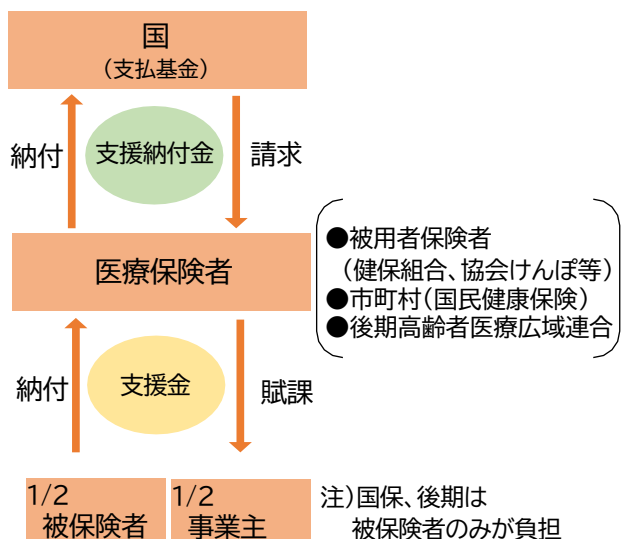 国
（支払基金）
納付
支援納付金
請求
医療保険者
●被用者保険者
（健保組合、協会けんぽ等）
●市町村（国民健康保険）
●後期高齢者医療広域連合
納付
支援金
賦課
1/2
被保険者
1/2
事業主
注）国保、後期は
被保険者のみが負担